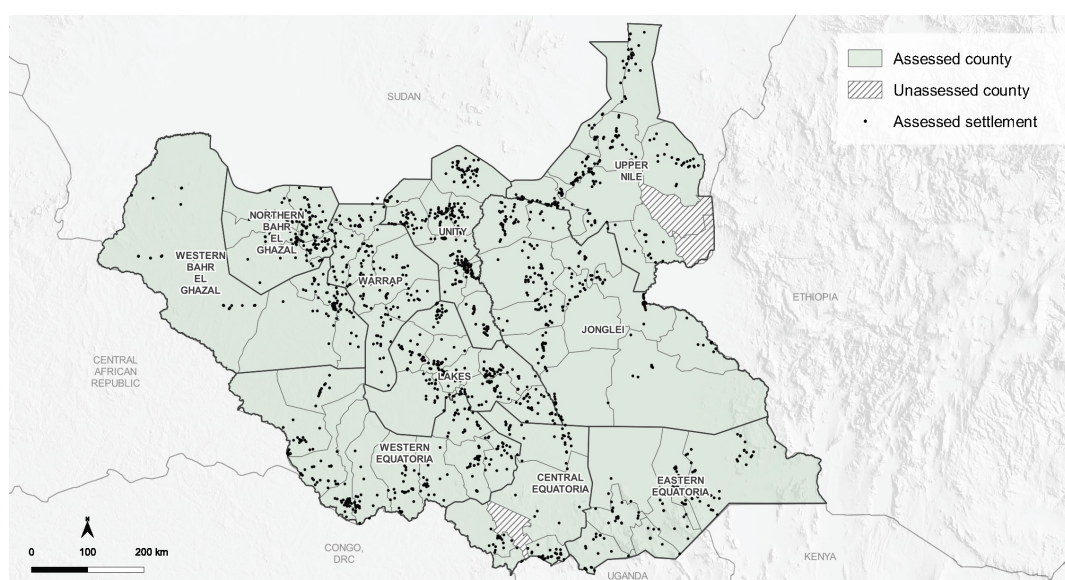 Assessed county
Unassessed county
Assessed settlement
SUDAN
UPPER
NILE
NORTHERN
BAHR
EL
GHAZAL
UNITY
WESTERN
BAHR
EL
GHAZAL
WARRAP
ETHIOPIA
JONGLEI
CENTRAL
AFRICAN
REPUBLIC
LAKES
WESTERN
EQUATORIA
CENTRAL
EQUATORIA
EASTERN
EQUATORIA
N
0 100 200 km
CONGO,
DRC
KENYA
UGANDA